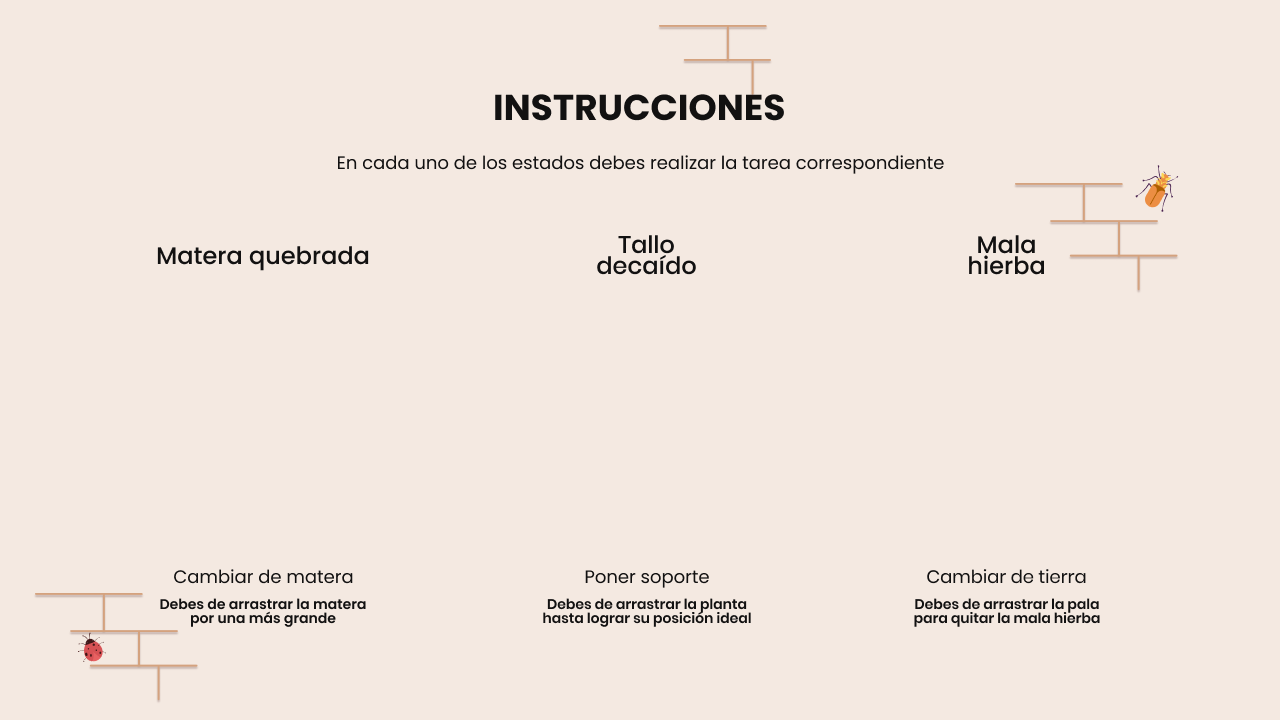 INSTRUCCIONES
En cada uno de los estados debes realizar la tarea correspondiente
Matera quebrada
Tallo
decaído
Mala
hierba
Cambiar de matera
Debes de arrastrar la matera
por una más grande
Poner soporte
Debes de arrastrar la planta
hasta lograr su posición ideal
Cambiar de tierra
Debes de arrastrar la pala
para quitar la mala hierba